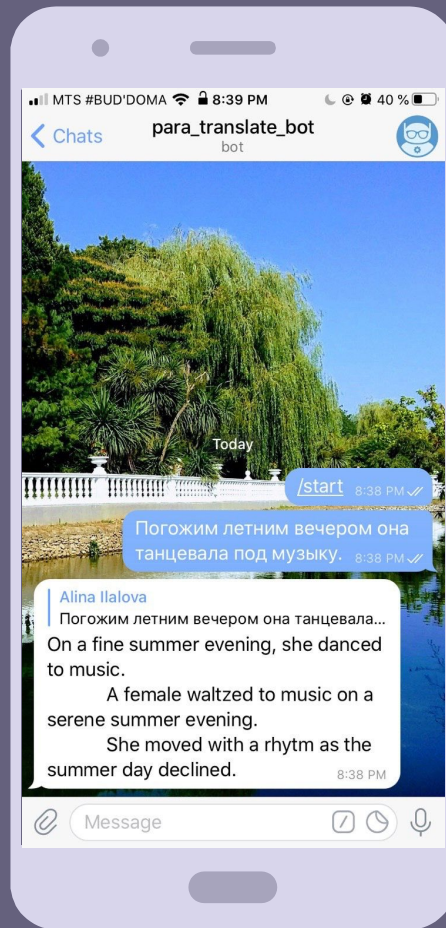 MTS #BUD'DOMA 8:39 PM 40 %
Chats
para_translate_bot
bot
Today
/start 8:38 PM
Погожим летним вечером она
танцевала под музыку. 8:38 PM
Alina Ilalova
Погожим летним вечером она танцевала...
On a fine summer evening, she danced
to music.
A female waltzed to music on a
serene summer evening.
She moved with a rhytm as the
summer day declined.
8:38 PM
Message